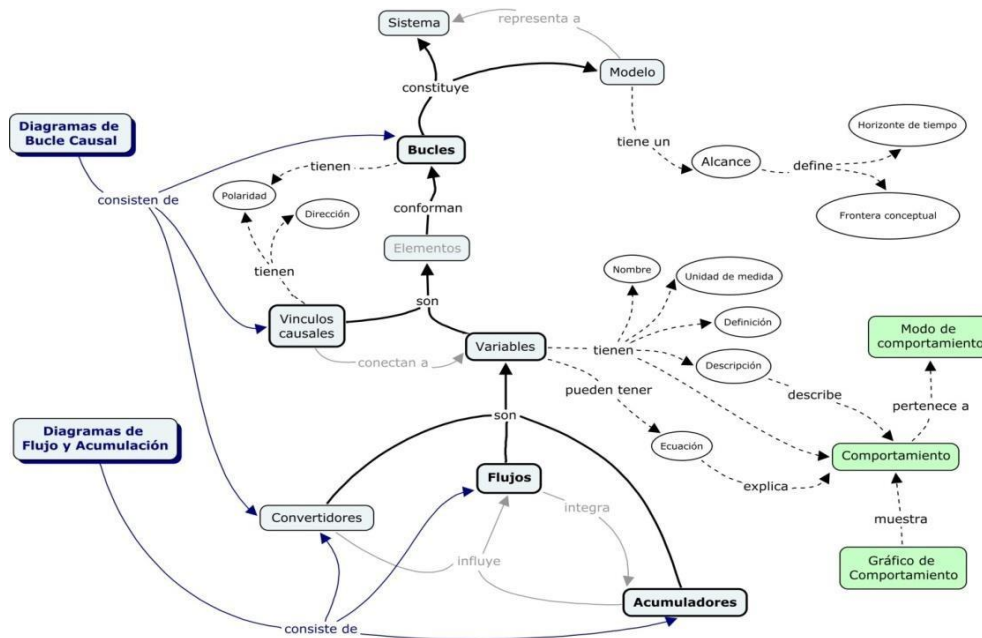 Sistema
representa a
Modelo
constituye
Diagramas de
Bucle Causal
Bucles
tienen
tiene un
Alcance
define
Horizonte de tiempo
Frontera conceptual
consisten de
Polaridad
Dirección
conforman
Elementos
tienen
son
Vinculos
causales
conectan a
Variables
tienen
Nombre
Unidad de medida
Definición
Descripción
describe
Modo de
comportamiento
pertenece a
pueden tener
Ecuación
explica
Comportamiento
muestra
Gráfico de
Comportamiento
Diagramas de
Flujo y Acumulación
son
Flujos
Convertidores
integra
influye
Acumuladores
consiste de